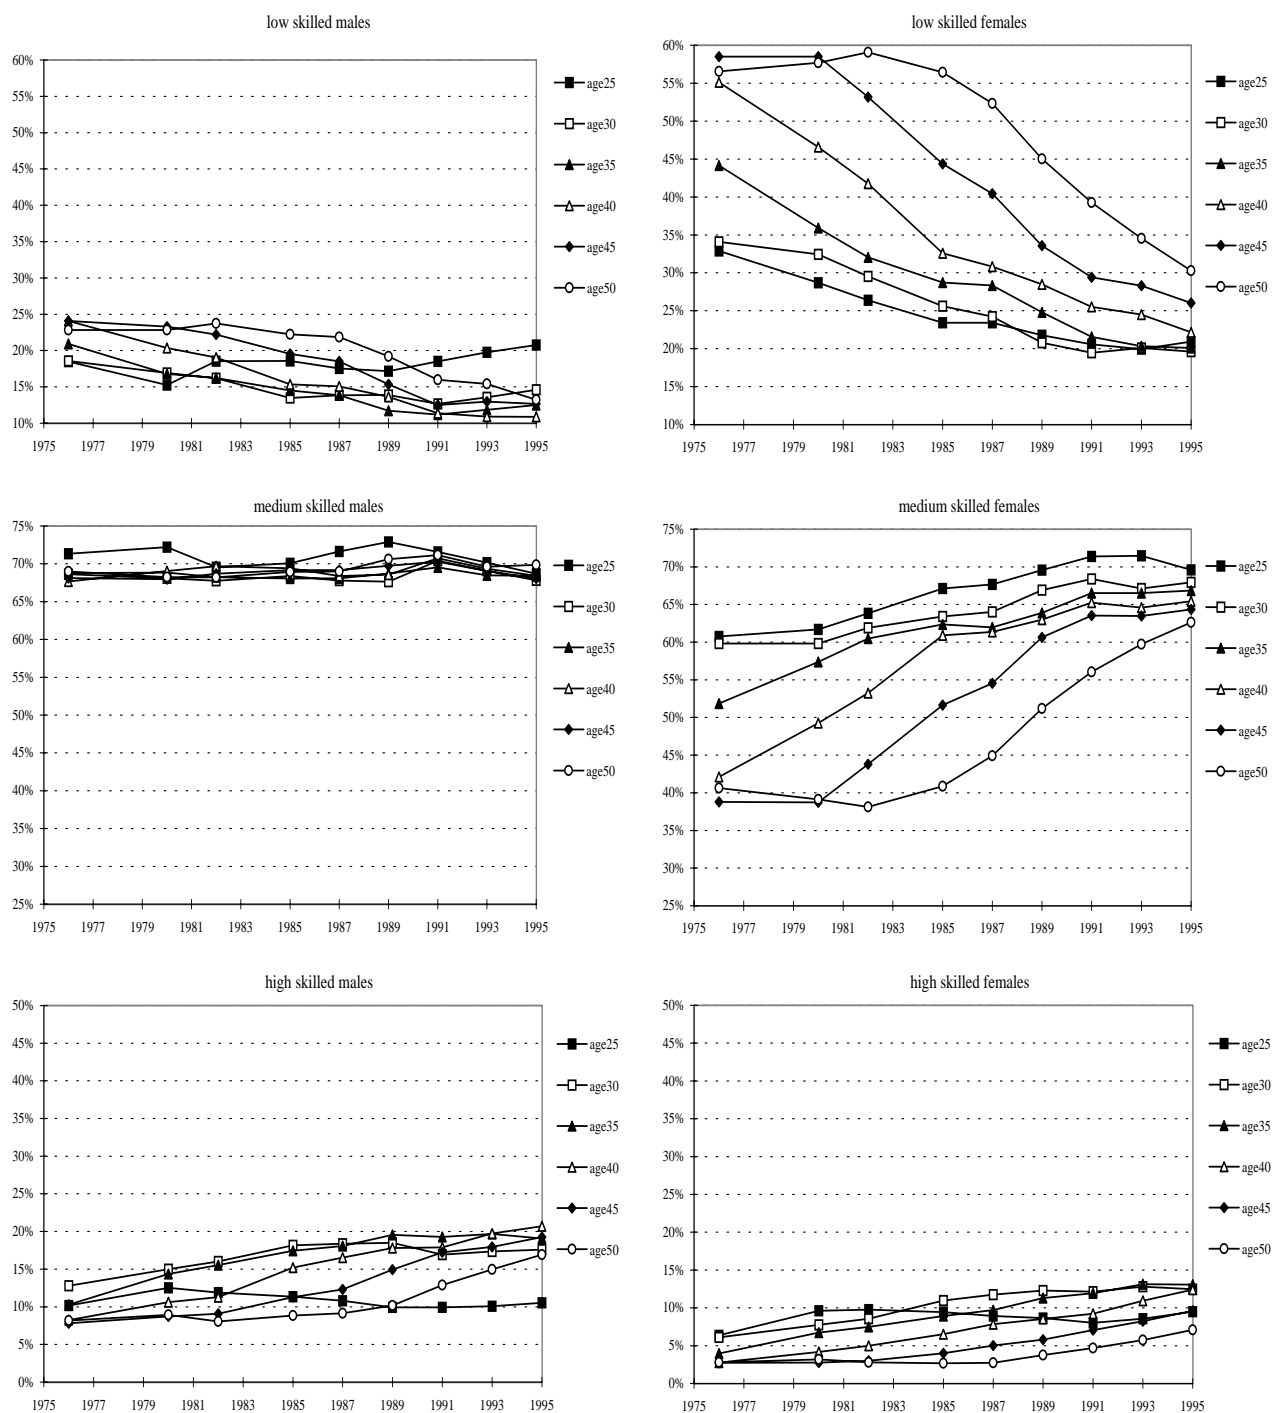 low skilled males
60%
55%
50%
45%
40%
35%
30%
25%
20%
15%
10%
1975 1977 1979 1981 1983 1985 1987 1989 1991 1993 1995
age25
age30
age35
age40
age45
age50
low skilled females
60%
55%
50%
45%
40%
35%
30%
25%
20%
15%
10%
1975 1977 1979 1981 1983 1985 1987 1989 1991 1993 1995
age25
age30
age35
age40
age45
age50
medium skilled males
75%
70%
65%
60%
55%
50%
45%
40%
35%
30%
25%
1975 1977 1979 1981 1983 1985 1987 1989 1991 1993 1995
age25
age30
age35
age40
age45
age50
medium skilled females
75%
70%
65%
60%
55%
50%
45%
40%
35%
30%
25%
1975 1977 1979 1981 1983 1985 1987 1989 1991 1993 1995
age25
age30
age35
age40
age45
age50
high skilled males
50%
45%
40%
35%
30%
25%
20%
15%
10%
5%
0%
1975 1977 1979 1981 1983 1985 1987 1989 1991 1993 1995
age25
age30
age35
age40
age45
age50
high skilled females
50%
45%
40%
35%
30%
25%
20%
15%
10%
5%
0%
1975 1977 1979 1981 1983 1985 1987 1989 1991 1993 1995
age25
age30
age35
age40
age45
age50